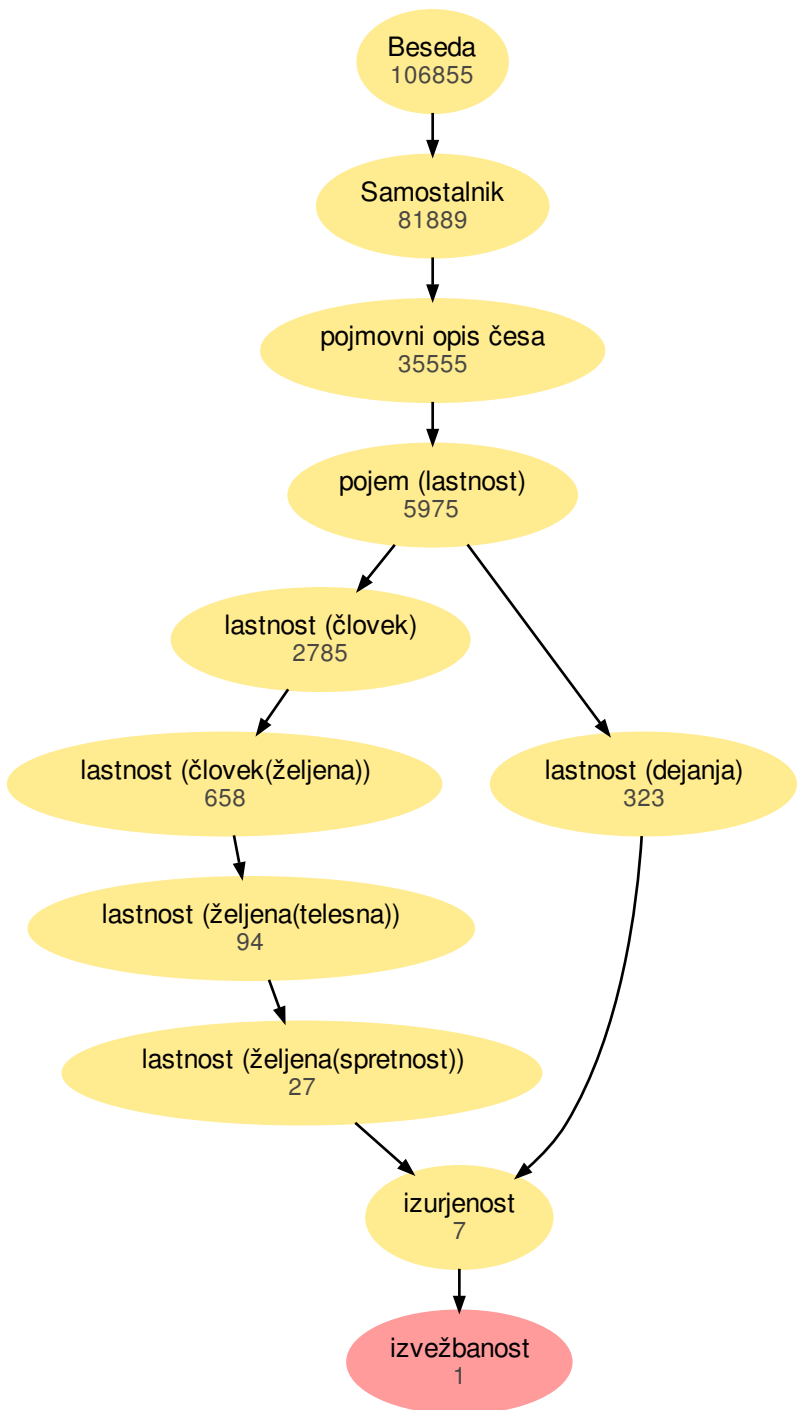 Beseda
106855
Samostalnik
81889
pojmovni opis česa
35555
pojem (lastnost)
5975
lastnost (človek)
2785
lastnost (človek(željena))
658
lastnost (dejanja)
323
lastnost (željena(telesna))
94
lastnost (željena(spretnost))
27
izurjenost
7
izvežbanost
1